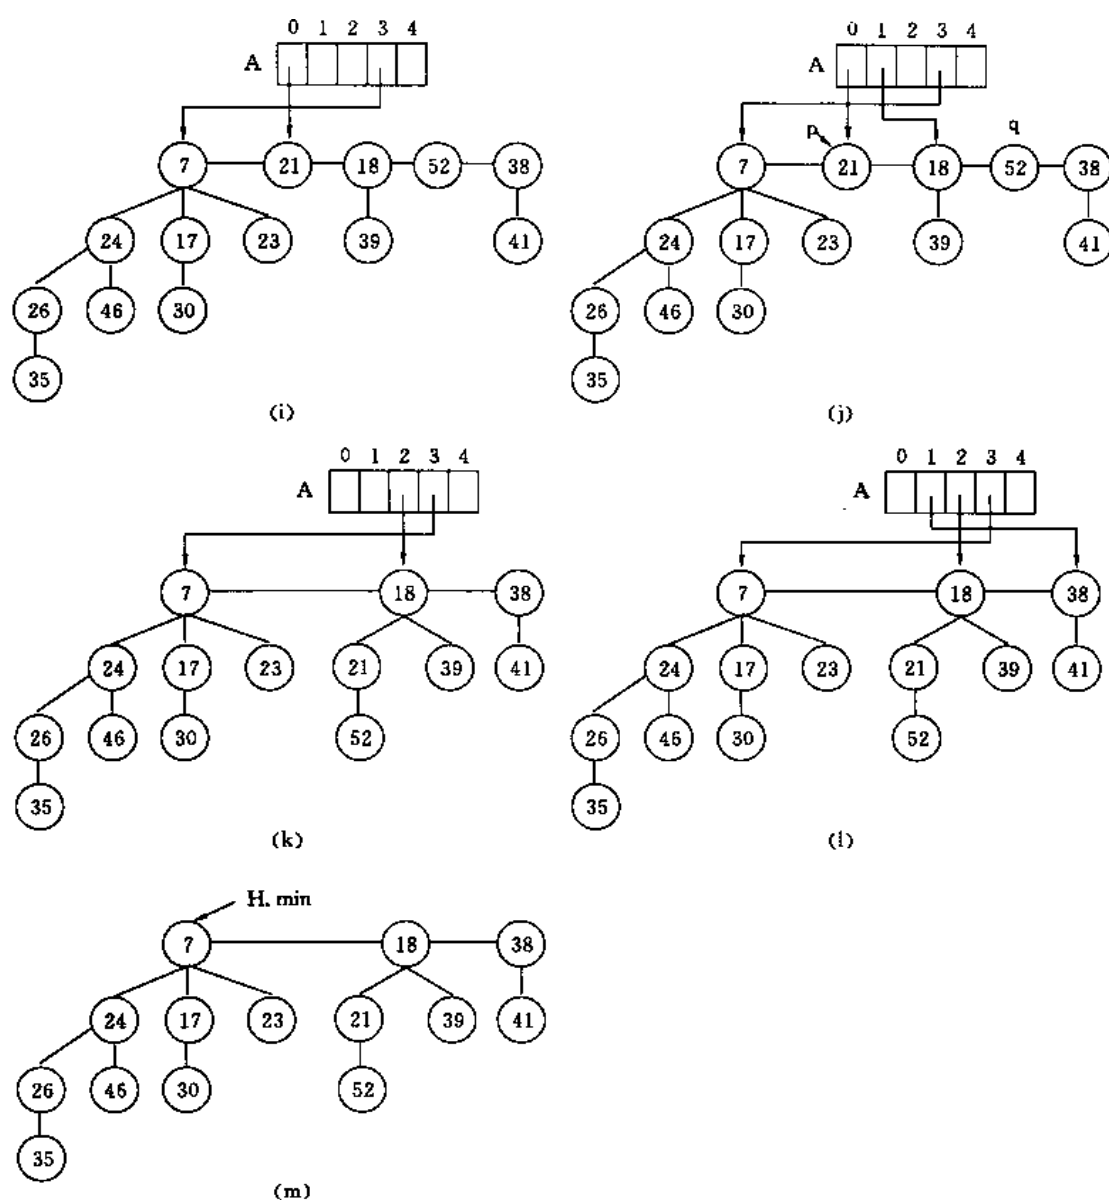 0 1 2 3 4
A
7 21 18 52 38
24 17 23 39 41
26 46 30
35
(i)
0 1 2 3 4
A
p q
7 21 18 52 38
24 17 23 39 41
26 46 30
35
(j)
0 1 2 3 4
A
7 18 38
24 17 23 21 39 41
26 46 30 52
35
(k)
0 1 2 3 4
A
7 18 38
24 17 23 21 39 41
26 46 30 52
35
(l)
H. min
7 18 38
24 17 23 21 39 41
26 46 30 52
35
(m)